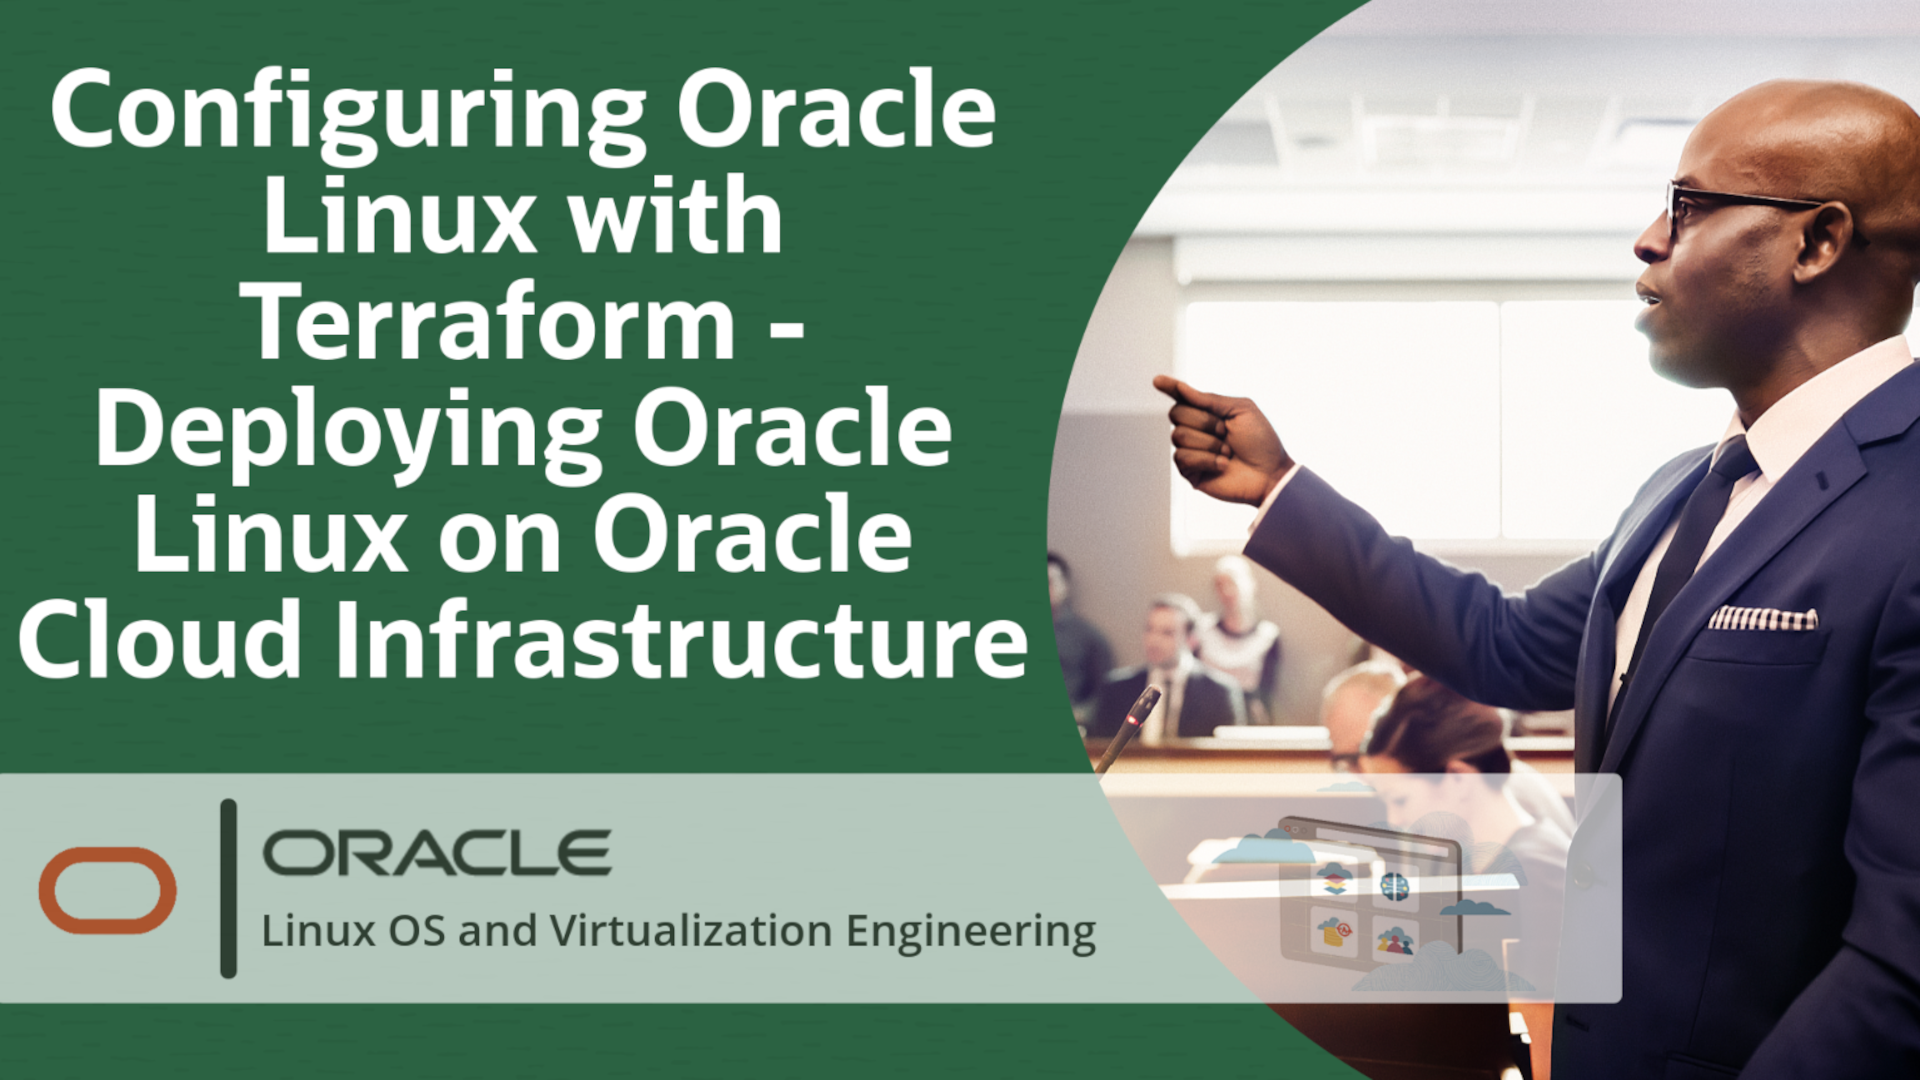 Configuring Oracle
Linux with
Terraform -
Deploying Oracle
Linux on Oracle
Cloud Infrastructure
ORACLE
Linux OS and Virtualization Engineering